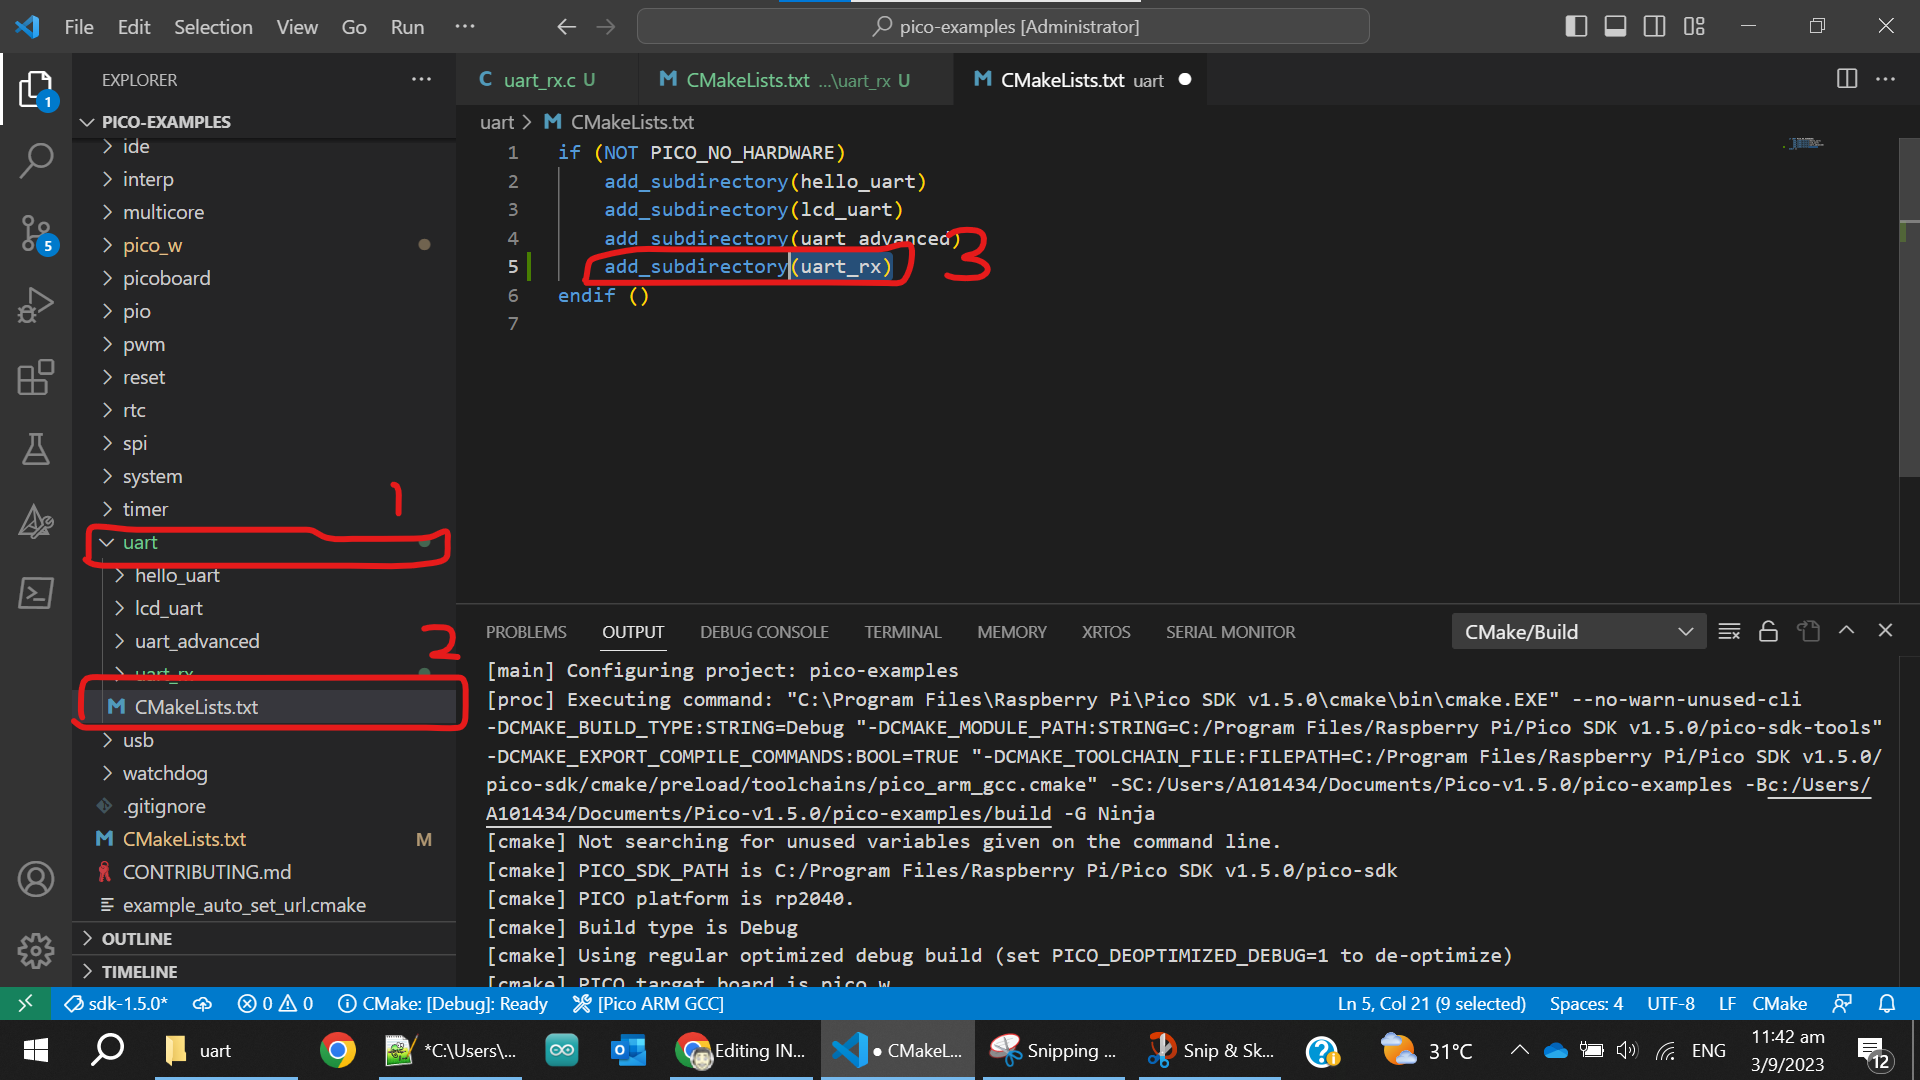 File Edit Selection View Go Run ···
pico-examples [Administrator]
EXPLORER ···
PICO-EXAMPLES
ide
interp
multicore
pico_w
picoboard
pio
pwm
reset
rtc
spi
system
timer
uart
hello_uart
lcd_uart
uart_advanced
uart_rx
CMakeLists.txt
usb
watchdog
.gitignore
CMakeLists.txt M
CONTRIBUTING.md
example_auto_set_url.cmake
OUTLINE
TIMELINE
1
2
3
1
5
C uart_rx.c U
M CMakeLists.txt ...\uart_rx U
M CMakeLists.txt uart
uart > M CMakeLists.txt
1 if (NOT PICO_NO_HARDWARE)
2 add_subdirectory(hello_uart)
3 add_subdirectory(lcd_uart)
4 add_subdirectory(uart_advanced)
5 add_subdirectory(uart_rx)
6 endif ()
7
PROBLEMS OUTPUT DEBUG CONSOLE TERMINAL MEMORY XRTOS SERIAL MONITOR
CMake/Build
[main] Configuring project: pico-examples
[proc] Executing command: "C:\Program Files\Raspberry Pi\Pico SDK v1.5.0\cmake\bin\cmake.EXE" --no-warn-unused-cli
-DCMAKE_BUILD_TYPE:STRING=Debug "-DCMAKE_MODULE_PATH:STRING=C:/Program Files/Raspberry Pi/Pico SDK v1.5.0/pico-sdk-tools"
-DCMAKE_EXPORT_COMPILE_COMMANDS:BOOL=TRUE "-DCMAKE_TOOLCHAIN_FILE:FILEPATH=C:/Program Files/Raspberry Pi/Pico SDK v1.5.0/
pico-sdk/cmake/preload/toolchains/pico_arm_gcc.cmake" -SC:/Users/A101434/Documents/Pico-v1.5.0/pico-examples -Bc:/Users/
A101434/Documents/Pico-v1.5.0/pico-examples/build -G Ninja
[cmake] Not searching for unused variables given on the command line.
[cmake] PICO_SDK_PATH is C:/Program Files/Raspberry Pi/Pico SDK v1.5.0/pico-sdk
[cmake] PICO platform is rp2040.
[cmake] Build type is Debug
[cmake] Using regular optimized debug build (set PICO_DEOPTIMIZED_DEBUG=1 to de-optimize)
[cmake] PICO target board is pico_w.
sdk-1.5.0* 0 0 CMake: [Debug]: Ready [Pico ARM GCC]
Ln 5, Col 21 (9 selected) Spaces: 4 UTF-8 LF CMake
uart
*C:\Users\...
Editing IN...
● CMakeL...
Snipping ...
Snip & Sk...
31°C
ENG
11:42 am
3/9/2023
12